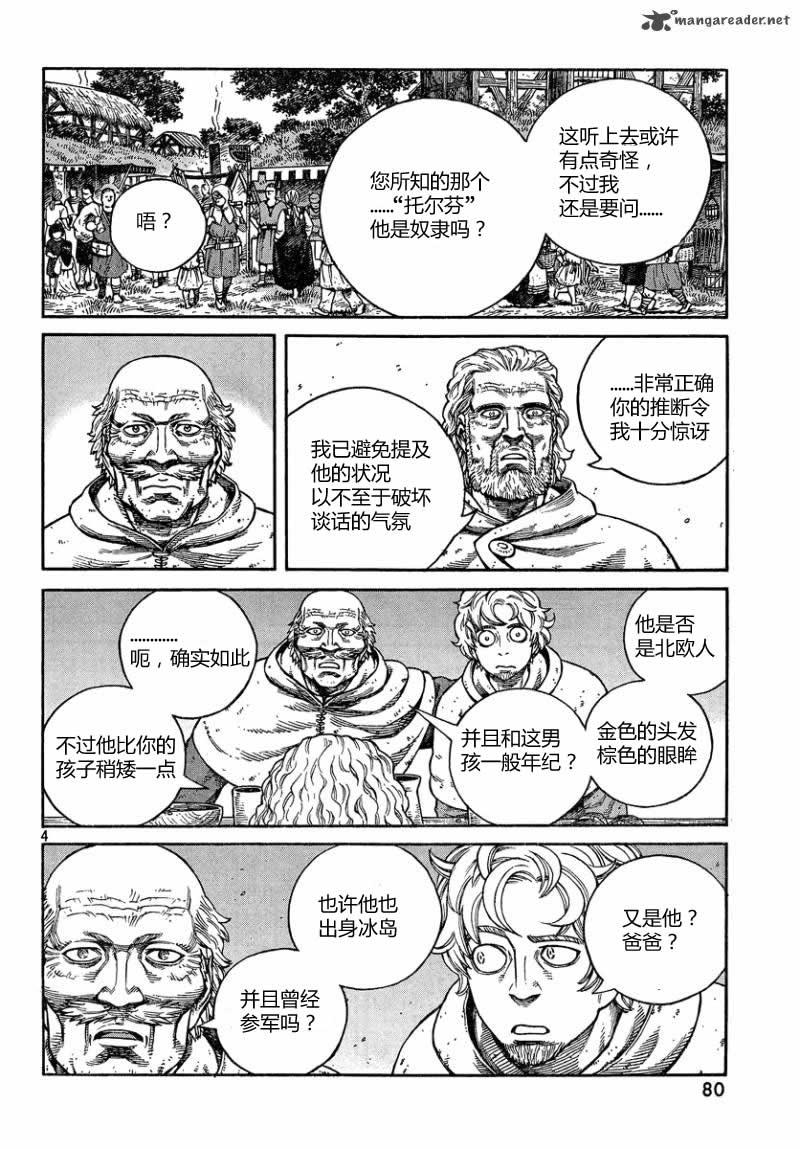 mangareader.net
这听上去或许
有点奇怪，
不过我
还是要问……
您所知的那个
……“托尔芬”
他是奴隶吗？
唔？
……非常正确
你的推断令
我十分惊讶
我已避免提及
他的状况
以不至于破坏
谈话的气氛
他是否
是北欧人
金色的头发
棕色的眼眸
并且和这男
孩一般年纪？
…………
呃，确实如此
不过他比你的
孩子稍矮一点
4
又是他？
爸爸？
也许他也
出身冰岛
并且曾经
参军吗？
80